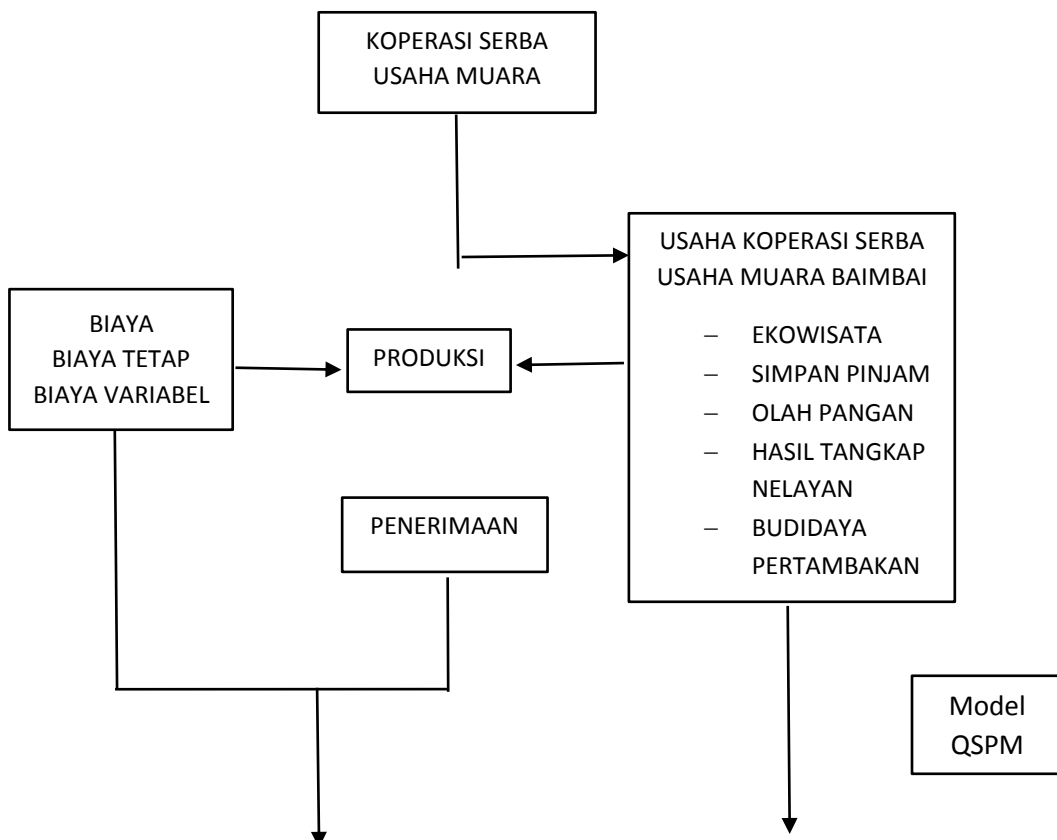 KOPERASI SERBA
USAHA MUARA
USAHA KOPERASI SERBA
USAHA MUARA BAIMBAI
– EKOWISATA
– SIMPAN PINJAM
– OLAH PANGAN
– HASIL TANGKAP
NELAYAN
– BUDIDAYA
PERTAMBAKAN
BIAYA
BIAYA TETAP
BIAYA VARIABEL
PRODUKSI
PENERIMAAN
Model
QSPM